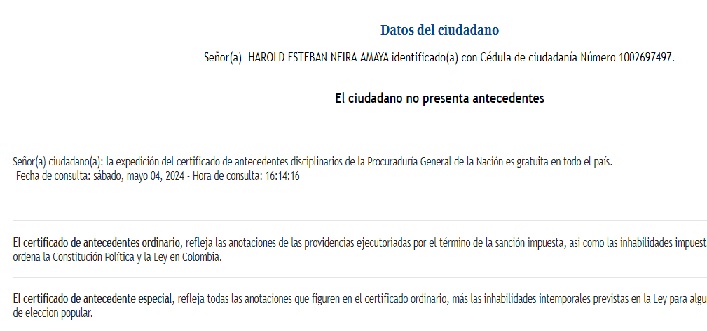 Datos del ciudadano
Señor(a) HAROLD ESTEBAN NEIRA AMAYA identificado(a) con Cédula de ciudadanía Número 1002697497.
El ciudadano no presenta antecedentes
Señor(a) ciudadano(a): la expedición del certificado de antecedentes disciplinarios de la Procuraduría General de la Nación es gratuita en todo el país.
Fecha de consulta: sábado, mayo 04, 2024 - Hora de consulta: 16:14:16
El certificado de antecedentes ordinario, refleja las anotaciones de las providencias ejecutoriadas por el término de la sanción impuesta, asi como las inhabilidades impuest
ordena la Constitución Política y la Ley en Colombia.
El certificado de antecedente especial, refleja todas las anotaciones que figuren en el certificado ordinario, más las inhabilidades intemporales previstas en la Ley para algu
de elección popular.